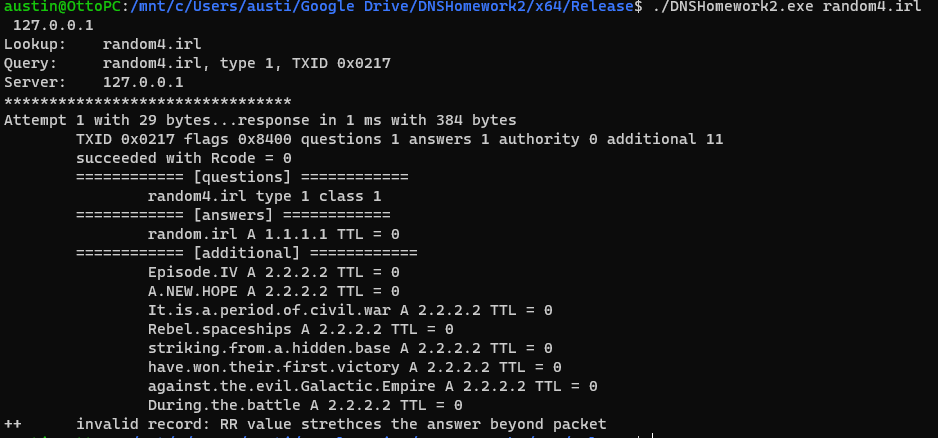 austin@OttoPC:/mnt/c/Users/austi/Google Drive/DNSHomework2/x64/Release$ ./DNSHomework2.exe random4.irl
127.0.0.1
Lookup: random4.irl
Query: random4.irl, type 1, TXID 0x0217
Server: 127.0.0.1
********************************
Attempt 1 with 29 bytes...response in 1 ms with 384 bytes
TXID 0x0217 flags 0x8400 questions 1 answers 1 authority 0 additional 11
succeeded with Rcode = 0
============ [questions] ============
random4.irl type 1 class 1
============ [answers] ============
random.irl A 1.1.1.1 TTL = 0
============ [additional] ============
Episode.IV A 2.2.2.2 TTL = 0
A.NEW.HOPE A 2.2.2.2 TTL = 0
It.is.a.period.of.civil.war A 2.2.2.2 TTL = 0
Rebel.spaceships A 2.2.2.2 TTL = 0
striking.from.a.hidden.base A 2.2.2.2 TTL = 0
have.won.their.first.victory A 2.2.2.2 TTL = 0
against.the.evil.Galactic.Empire A 2.2.2.2 TTL = 0
During.the.battle A 2.2.2.2 TTL = 0
++ invalid record: RR value strethces the answer beyond packet